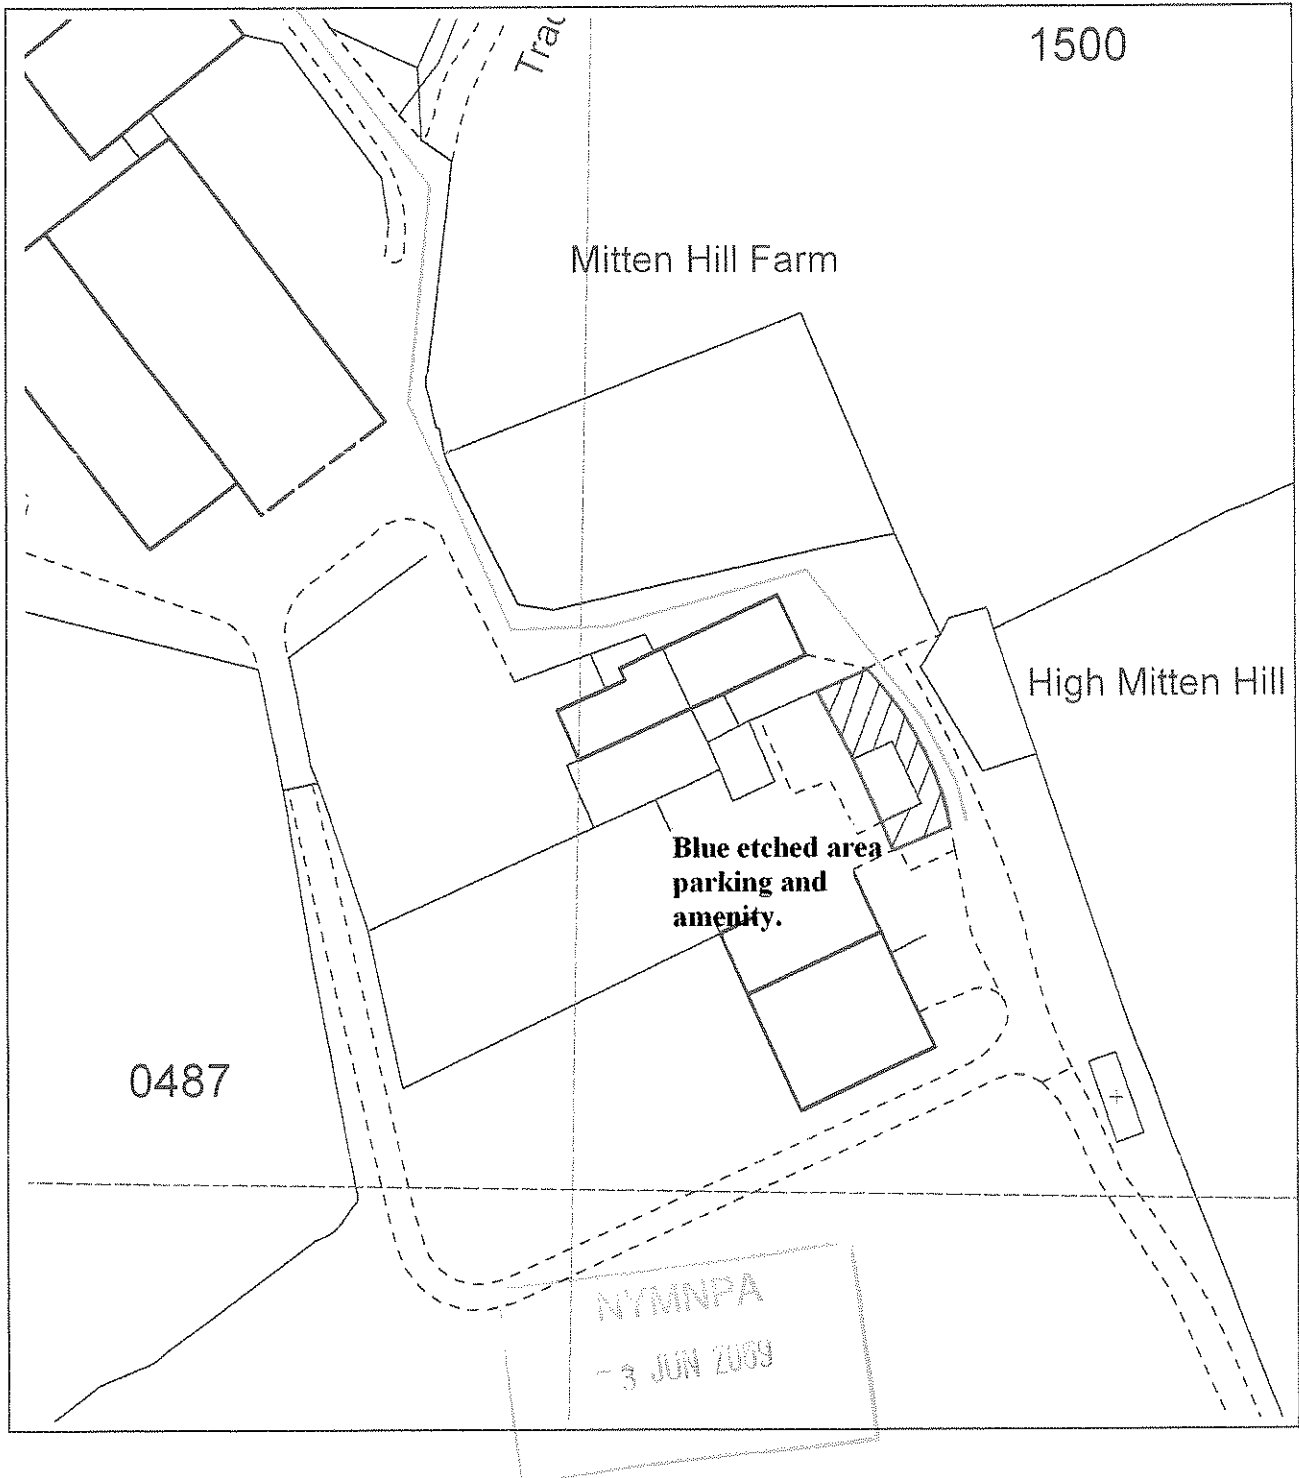 1500
Mitten Hill Farm
High Mitten Hill
Blue etched area
parking and
amenity.
0487
NYMNPA
- 3 JUN 2009